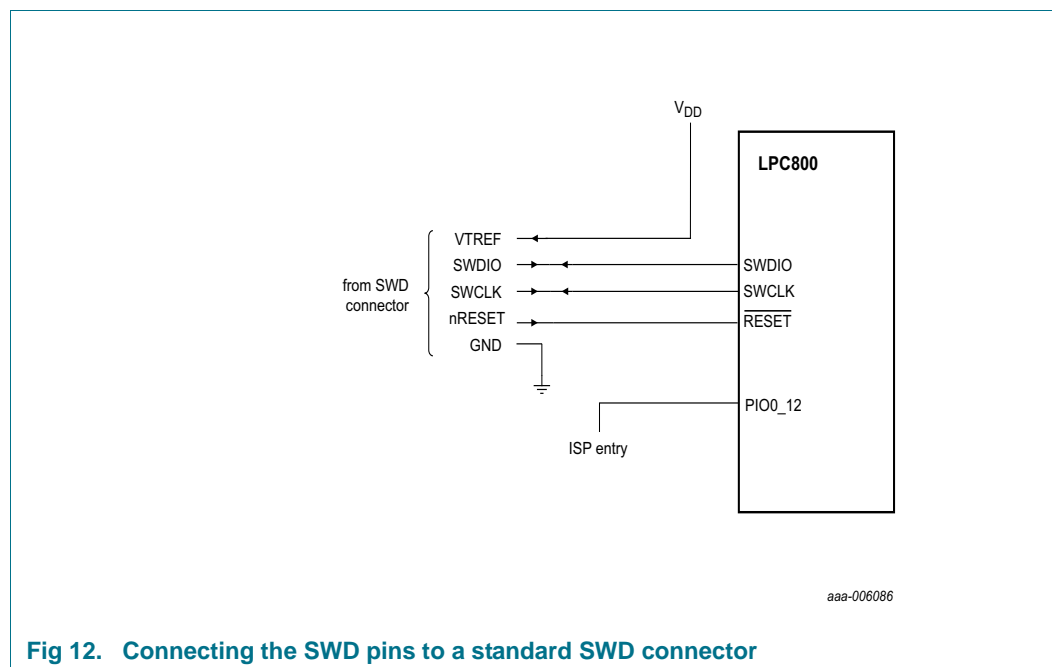 VDD
LPC800
from SWD
connector
VTREF
SWDIO
SWCLK
nRESET
GND
SWDIO
SWCLK
RESET
PIO0_12
ISP entry
aaa-006086
Fig 12. Connecting the SWD pins to a standard SWD connector